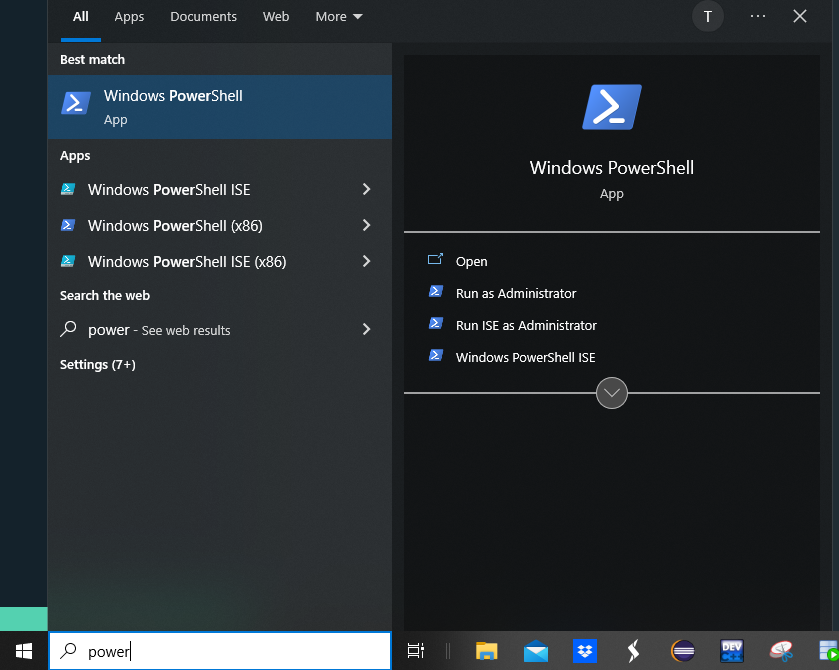 All Apps Documents Web More T
Best match
Windows PowerShell
App
Apps
Windows PowerShell ISE
Windows PowerShell (x86)
Windows PowerShell ISE (x86)
Search the web
power - See web results
Settings (7+)
Windows PowerShell
App
Open
Run as Administrator
Run ISE as Administrator
Windows PowerShell ISE
power
DEV